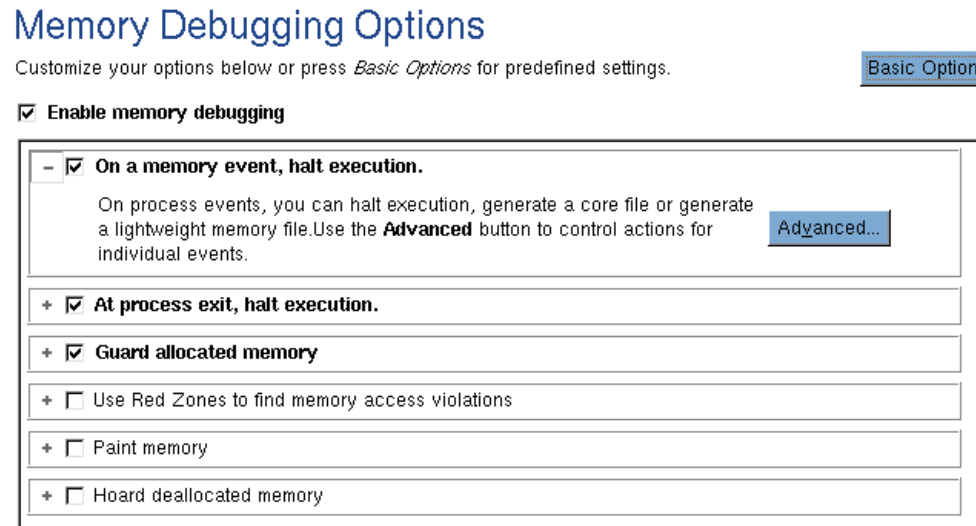 Memory Debugging Options
Customize your options below or press Basic Options for predefined settings.
Basic Option
Enable memory debugging
On a memory event, halt execution.
On process events, you can halt execution, generate a core file or generate
a lightweight memory file.Use the Advanced button to control actions for
individual events.
Advanced...
At process exit, halt execution.
Guard allocated memory
Use Red Zones to find memory access violations
Paint memory
Hoard deallocated memory